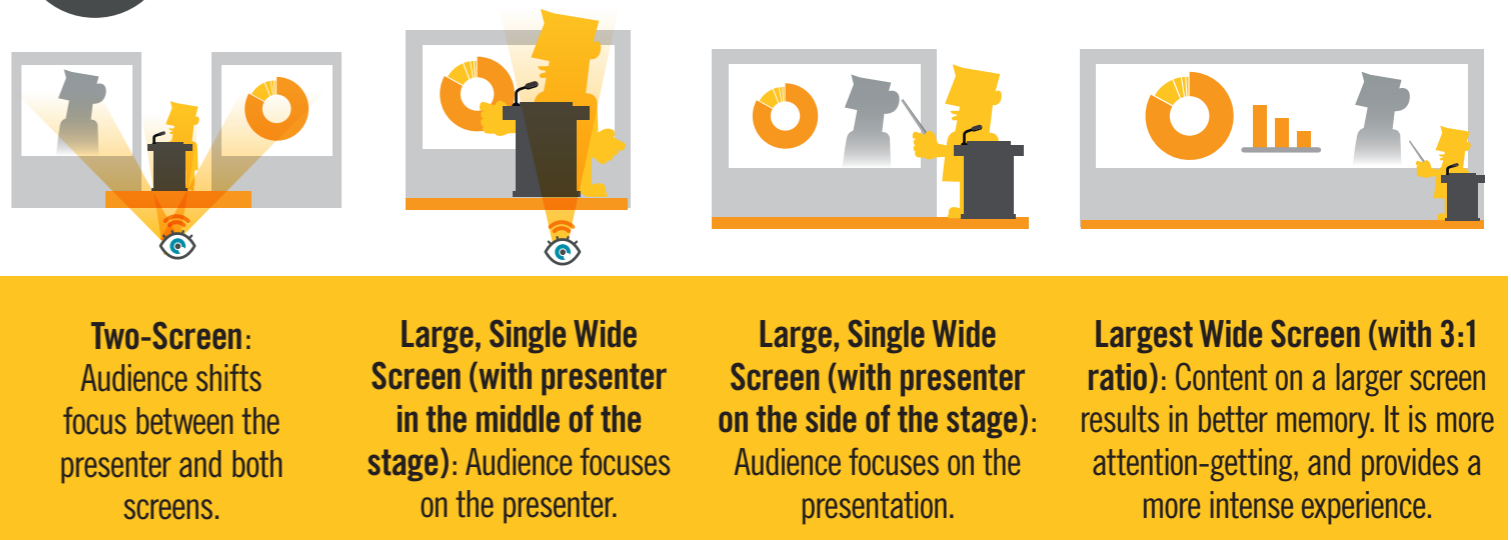 Two-Screen:
Audience shifts
focus between the
presenter and both
screens.
Large, Single Wide
Screen (with presenter
in the middle of the
stage): Audience focuses
on the presenter.
Large, Single Wide
Screen (with presenter
on the side of the stage):
Audience focuses on the
presentation.
Largest Wide Screen (with 3:1
ratio): Content on a larger screen
results in better memory. It is more
attention-getting, and provides a
more intense experience.